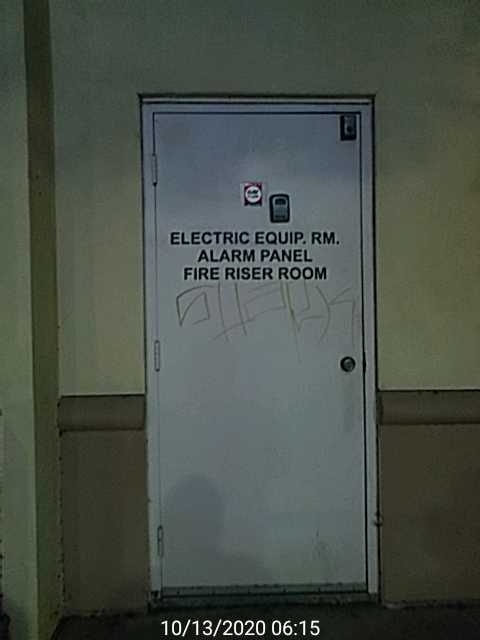 ELECTRIC EQUIP. RM.
ALARM PANEL
FIRE RISER ROOM
10/13/2020 06:15